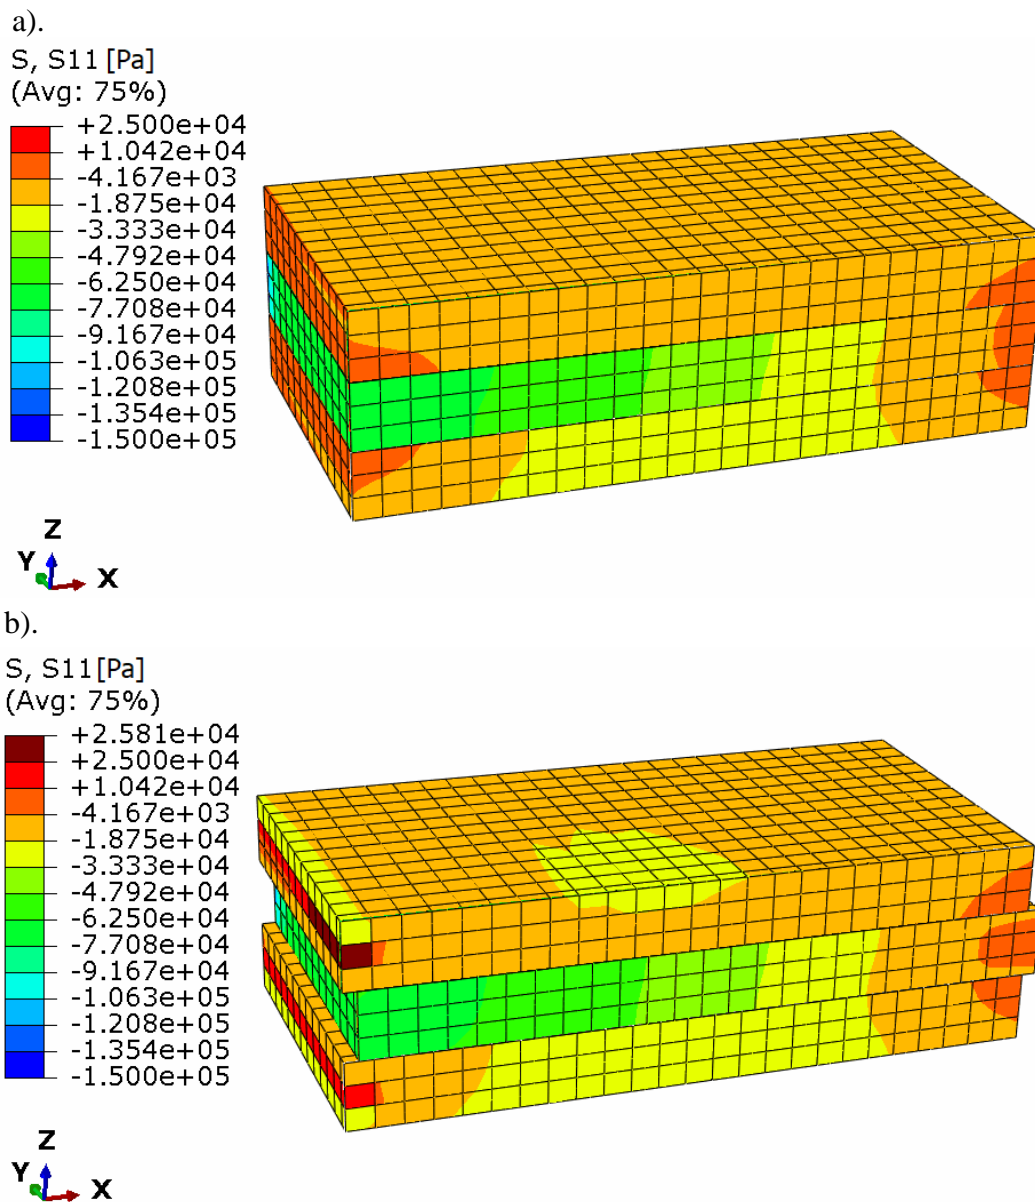 a).
S, S11 [Pa]
(Avg: 75%)
+2.500e+04
+1.042e+04
-4.167e+03
-1.875e+04
-3.333e+04
-4.792e+04
-6.250e+04
-7.708e+04
-9.167e+04
-1.063e+05
-1.208e+05
-1.354e+05
-1.500e+05
Z
Y
X
b).
S, S11[Pa]
(Avg: 75%)
+2.581e+04
+2.500e+04
+1.042e+04
-4.167e+03
-1.875e+04
-3.333e+04
-4.792e+04
-6.250e+04
-7.708e+04
-9.167e+04
-1.063e+05
-1.208e+05
-1.354e+05
-1.500e+05
Z
Y
X